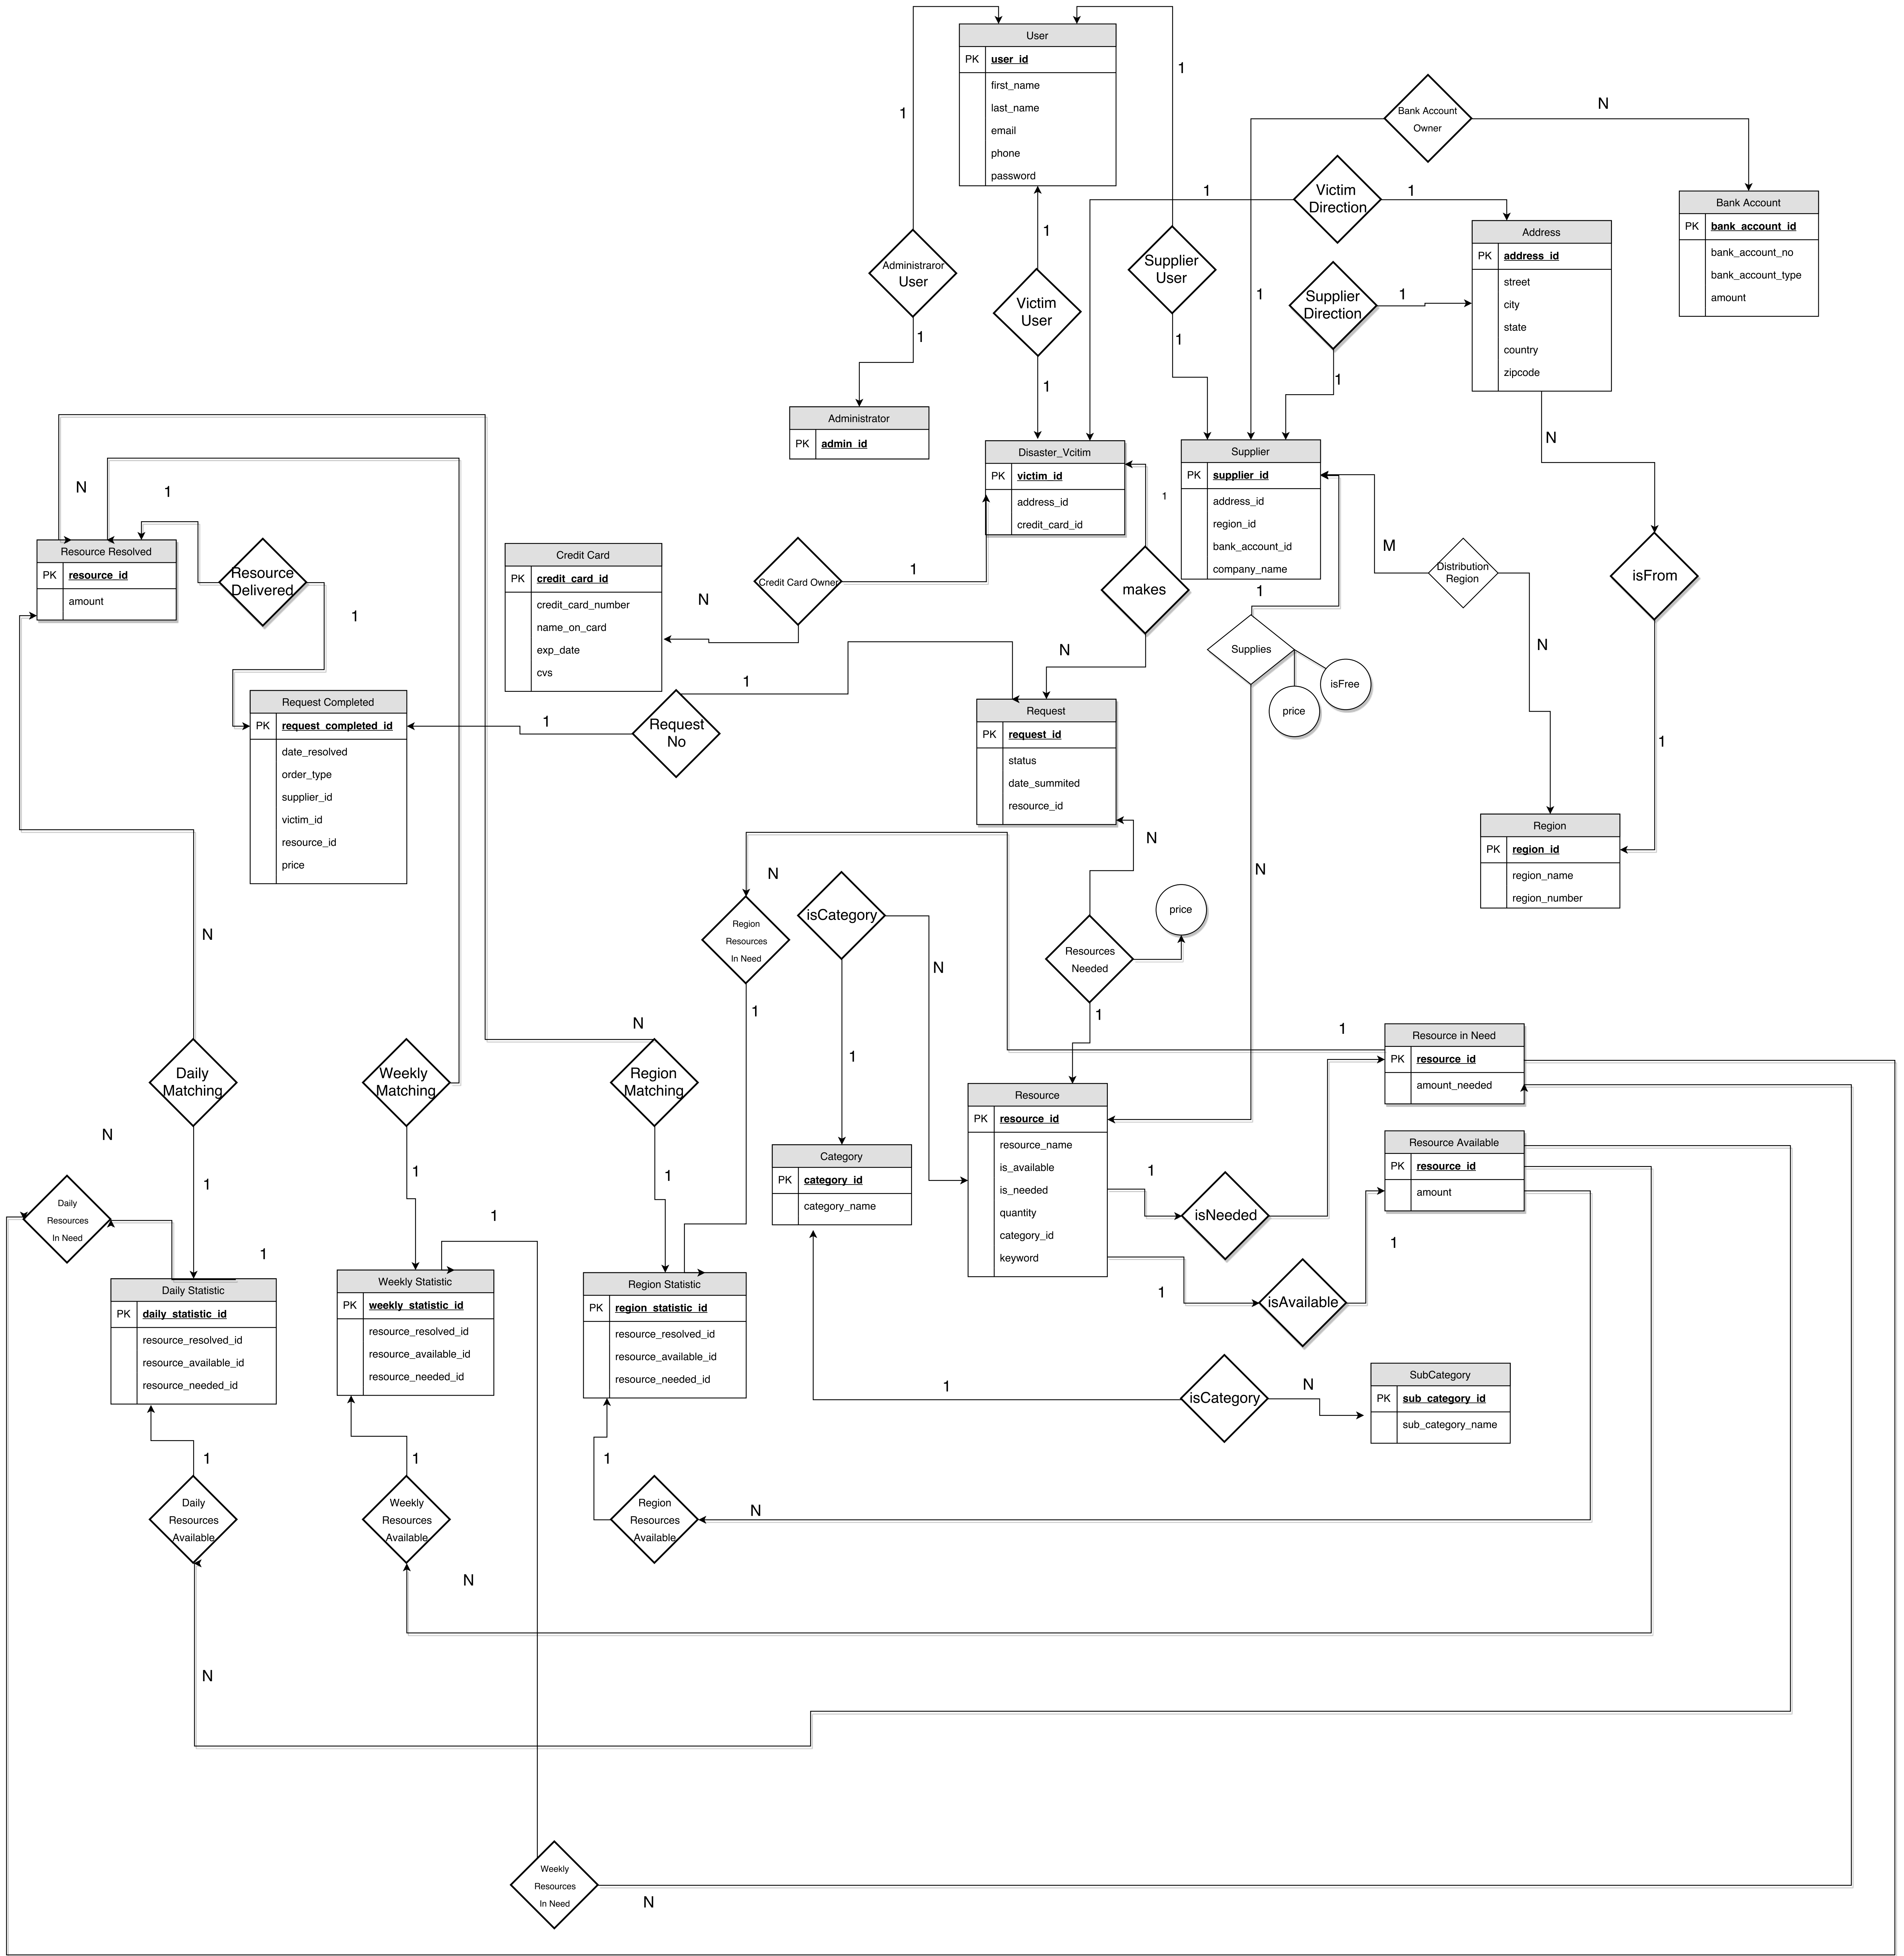 User
PK user_id
first_name
last_name
email
phone
password
1
1
Bank Account
Owner
N
Victim
Direction
1
1
Bank Account
PK bank_account_id
bank_account_no
bank_account_type
amount
Address
PK address_id
street
city
state
country
zipcode
Administraror
User
1
Supplier
User
1
Victim
User
1
1
1
Supplier
Direction
1
1
Administrator
PK admin_id
Disaster_Vcitim
PK victim_id
address_id
credit_card_id
Supplier
PK supplier_id
address_id
region_id
bank_account_id
company_name
N
N
1
1
Resource Resolved
PK resource_id
amount
Resource
Delivered
1
Credit Card
PK credit_card_id
credit_card_number
name_on_card
exp_date
cvs
Credit Card Owner
1
N
makes
N
M
Distribution
Region
N
isFrom
1
1
Supplies
isFree
price
Request Completed
PK request_completed_id
date_resolved
order_type
supplier_id
victim_id
resource_id
price
1
1
Request
No
Request
PK request_id
status
date_summited
resource_id
N
Region
PK region_id
region_name
region_number
N
N
Region
Resources
In Need
1
isCategory
N
1
price
Resources
Needed
1
N
N
1
Daily
Matching
Weekly
Matching
Region
Matching
Resource in Need
PK resource_id
amount_needed
Resource
PK resource_id
resource_name
is_available
is_needed
quantity
category_id
keyword
N
1
1
1
Category
PK category_id
category_name
1
Resource Available
PK resource_id
amount
isNeeded
1
1
isAvailable
Daily
Resources
In Need
1
1
Daily Statistic
PK daily_statistic_id
resource_resolved_id
resource_available_id
resource_needed_id
Weekly Statistic
PK weekly_statistic_id
resource_resolved_id
resource_available_id
resource_needed_id
Region Statistic
PK region_statistic_id
resource_resolved_id
resource_available_id
resource_needed_id
1
isCategory
N
SubCategory
PK sub_category_id
sub_category_name
1
1
1
Daily
Resources
Available
Weekly
Resources
Available
Region
Resources
Available
N
N
N
Weekly
Resources
In Need
N